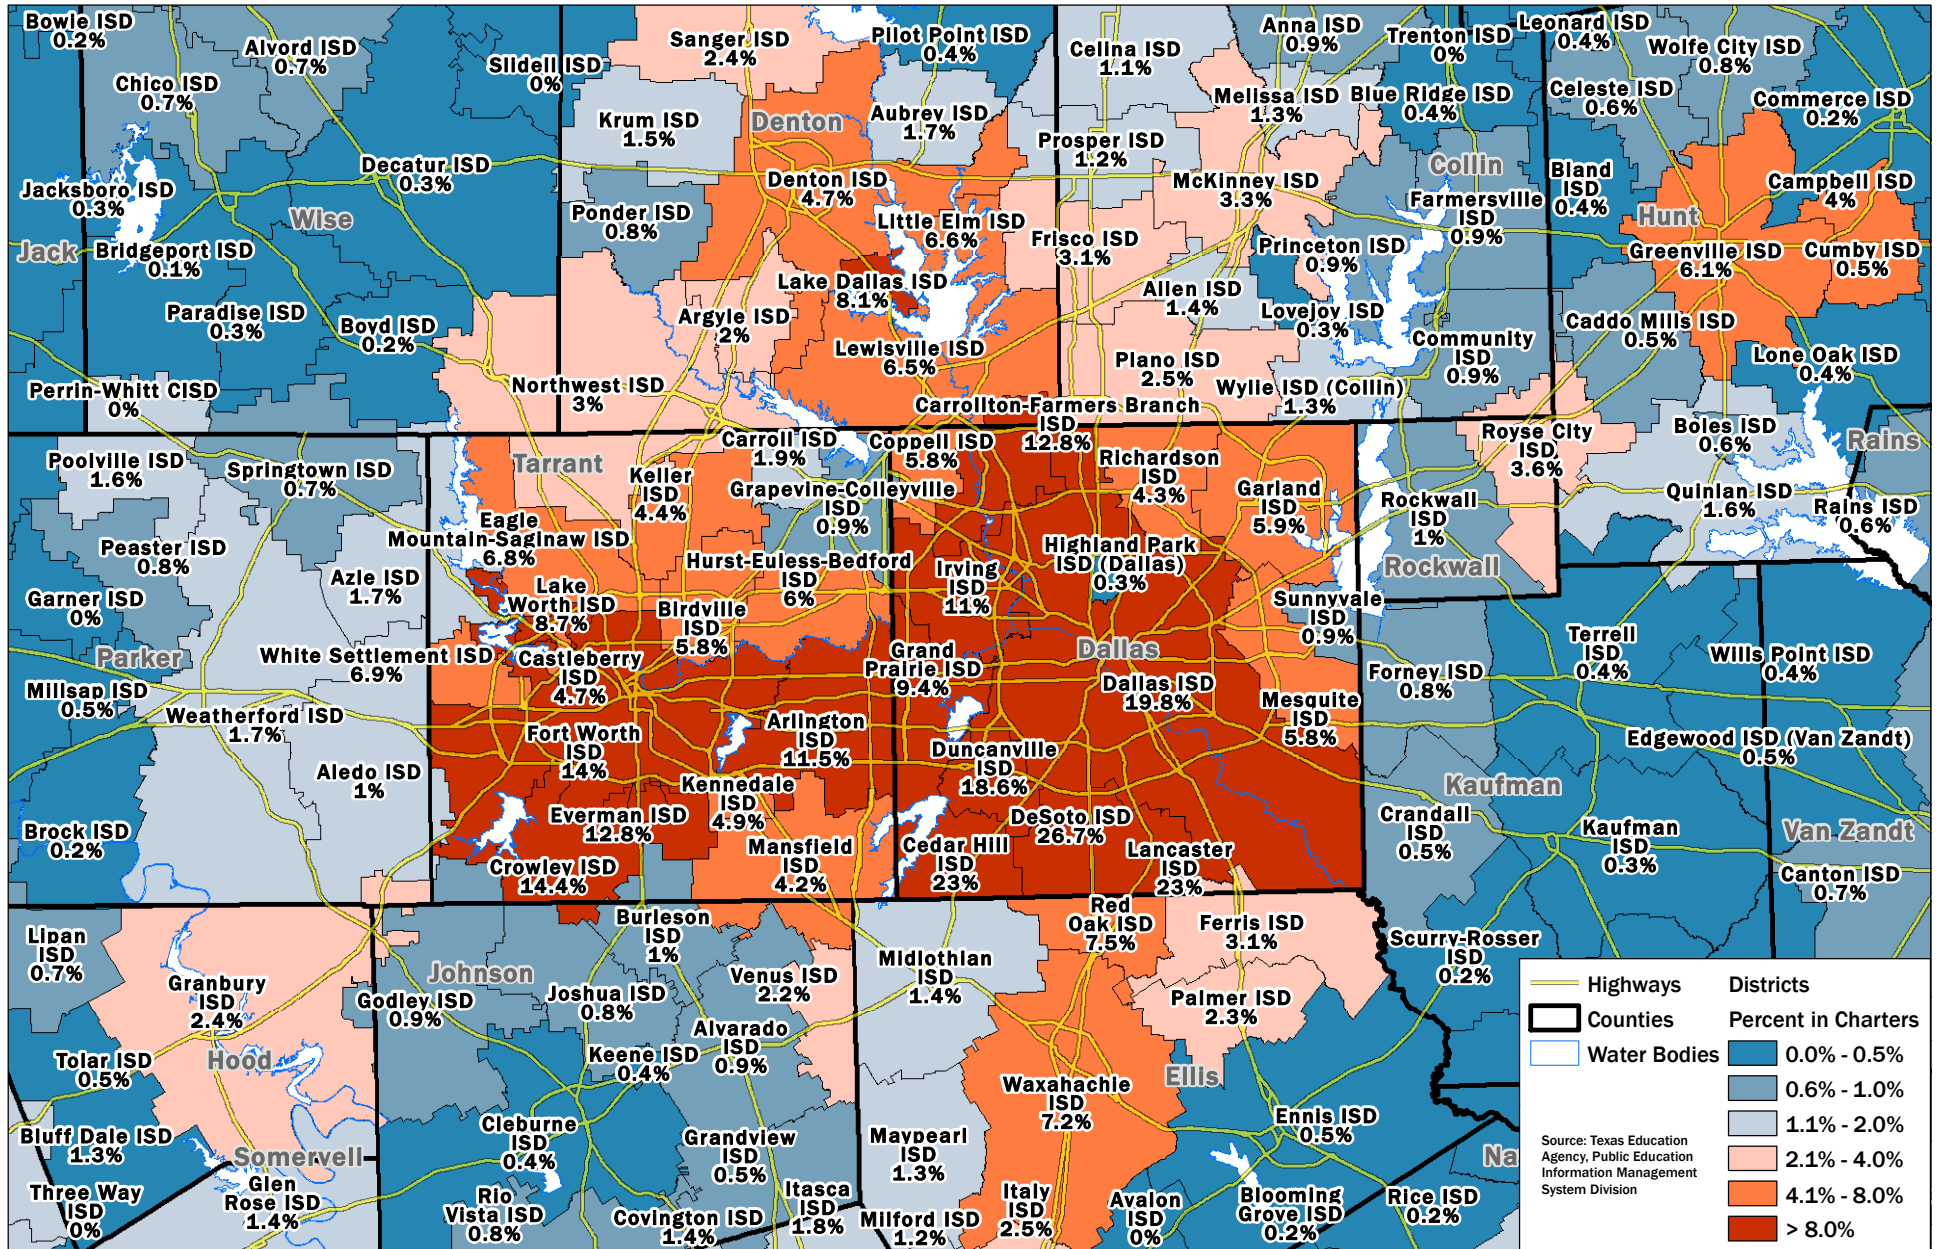 Bowie ISD
0.2%
Alvord ISD
0.7%
Chico ISD
0.7%
Slidell ISD
0%
Sanger ISD
2.4%
Pilot Point ISD
0.4%
Celina ISD
1.1%
Anna ISD
0.9%
Trenton ISD
0%
Leonard ISD
0.4%
Wolfe City ISD
0.8%
Krum ISD
1.5%
Denton
Aubrey ISD
1.7%
Melissa ISD
1.3%
Blue Ridge ISD
0.4%
Celeste ISD
0.6%
Commerce ISD
0.2%
Prosper ISD
1.2%
Collin
Jacksboro ISD
0.3%
Decatur ISD
0.3%
Denton ISD
4.7%
McKinney ISD
3.3%
Farmersville
ISD
0.9%
Bland
ISD
0.4%
Campbell ISD
4%
Wise
Ponder ISD
0.8%
Little Elm ISD
6.6%
Frisco ISD
3.1%
Hunt
Jack
Bridgeport ISD
0.1%
Princeton ISD
0.9%
Greenville ISD
6.1%
Cumby ISD
0.5%
Lake Dallas ISD
8.1%
Allen ISD
1.4%
Lovejoy ISD
0.3%
Paradise ISD
0.3%
Boyd ISD
0.2%
Argyle ISD
2%
Caddo Mills ISD
0.5%
Lewisville ISD
6.5%
Community
ISD
0.9%
Lone Oak ISD
0.4%
Plano ISD
2.5%
Perrin-Whitt CISD
0%
Northwest ISD
3%
Wylie ISD (Collin)
1.3%
Carrollton-Farmers Branch
ISD
12.8%
Poolville ISD
1.6%
Springtown ISD
0.7%
Tarrant
Keller
ISD
4.4%
Carroll ISD
1.9%
Coppell ISD
5.8%
Richardson
ISD
4.3%
Royse City
ISD
3.6%
Boles ISD
0.6%
Rains
Grapevine-Colleyville
ISD
0.9%
Garland
ISD
5.9%
Rockwall
ISD
1%
Quinlan ISD
1.6%
Rains ISD
0.6%
Peaster ISD
0.8%
Eagle
Mountain-Saginaw ISD
6.8%
Hurst-Euless-Bedford
ISD
6%
Highland Park
ISD (Dallas)
0.3%
Irving
ISD
11%
Rockwall
Azle ISD
1.7%
Lake
Worth ISD
8.7%
Garner ISD
0%
Birdville
ISD
5.8%
Sunnyvale
ISD
0.9%
Parker
White Settlement ISD
6.9%
Castleberry
ISD
4.7%
Grand
Prairie ISD
9.4%
Dallas
Terrell
ISD
0.4%
Wills Point ISD
0.4%
Forney ISD
0.8%
Millsap ISD
0.5%
Dallas ISD
19.8%
Mesquite
ISD
5.8%
Weatherford ISD
1.7%
Fort Worth
ISD
14%
Arlington
ISD
11.5%
Duncanville
ISD
18.6%
Edgewood ISD (Van Zandt)
0.5%
Aledo ISD
1%
Kennedale
ISD
4.9%
Kaufman
Brock ISD
0.2%
Everman ISD
12.8%
DeSoto ISD
26.7%
Crandall
ISD
0.5%
Kaufman
ISD
0.3%
Van Zandt
Mansfield
ISD
4.2%
Cedar Hill
ISD
23%
Lancaster
ISD
23%
Crowley ISD
14.4%
Canton ISD
0.7%
Lipan
ISD
0.7%
Burleson
ISD
1%
Red
Oak ISD
7.5%
Ferris ISD
3.1%
Scurry-Rosser
ISD
0.2%
Granbury
ISD
2.4%
Johnson
Godley ISD
0.9%
Joshua ISD
0.8%
Venus ISD
2.2%
Midlothian
ISD
1.4%
Palmer ISD
2.3%
Alvarado
ISD
0.9%
Tolar ISD
0.5%
Hood
Keene ISD
0.4%
Waxahachie
ISD
7.2%
Ellis
Bluff Dale ISD
1.3%
Somervell
Cleburne
ISD
0.4%
Grandview
ISD
0.5%
Maypearl
ISD
1.3%
Ennis ISD
0.5%
Na
Three Way
ISD
0%
Glen
Rose ISD
1.4%
Rio
Vista ISD
0.8%
Covington ISD
1.4%
Itasca
ISD
1.8%
Milford ISD
1.2%
Italy
ISD
2.5%
Avalon
ISD
0%
Blooming
Grove ISD
0.2%
Rice ISD
0.2%
Highways
Counties
Water Bodies
Districts
Percent in Charters
0.0% - 0.5%
0.6% - 1.0%
1.1% - 2.0%
2.1% - 4.0%
4.1% - 8.0%
> 8.0%
Source: Texas Education
Agency, Public Education
Information Management
System Division